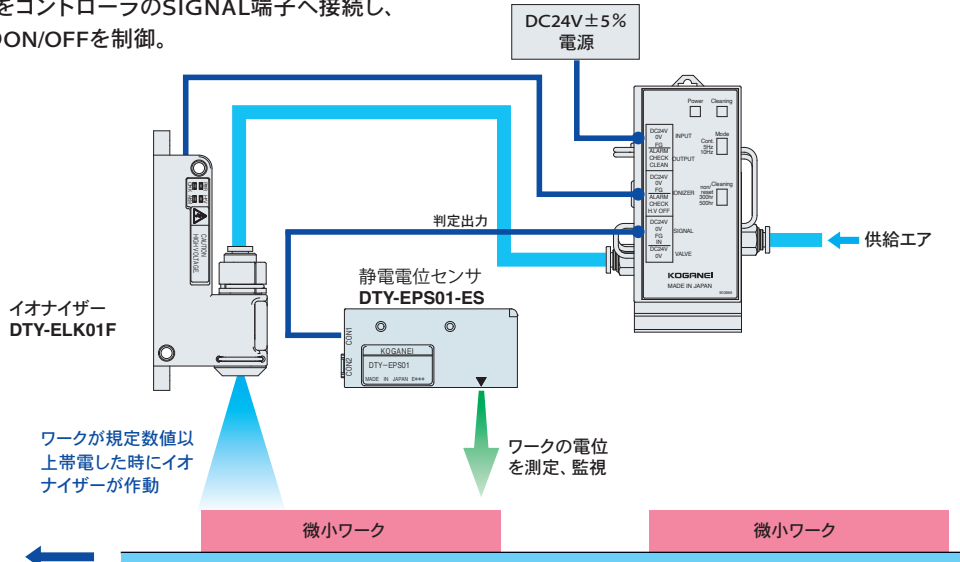 をコントローラのSIGNAL端子へ接続し、
ON/OFFを制御。
DC24V±5%
電源
Power Cleaning
DC24V
0V
FG
INPUT
ALARM
CHECK
CLEAN
OUTPUT
Mode
Cont.
5Hz
10Hz
DC24V
0V
FG
ALARM
CHECK
H.V OFF
IONIZER
Cleaning
non/
reset
300hr
500hr
DC24V
0V
FG
IN
SIGNAL
DC24V
0V
VALVE
KOGANEI
MADE IN JAPAN
供給エア
判定出力
静電電位センサ
DTY-EPS01-ES
CON1
CON2
KOGANEI
DTY-EPS01
MADE IN JAPAN E***
CAUTION
HIGH VOLTAGE
イオナイザー
DTY-ELK01F
ワークが規定数値以
上帯電した時にイオ
ナイザーが作動
ワークの電位
を測定、監視
微小ワーク
微小ワーク